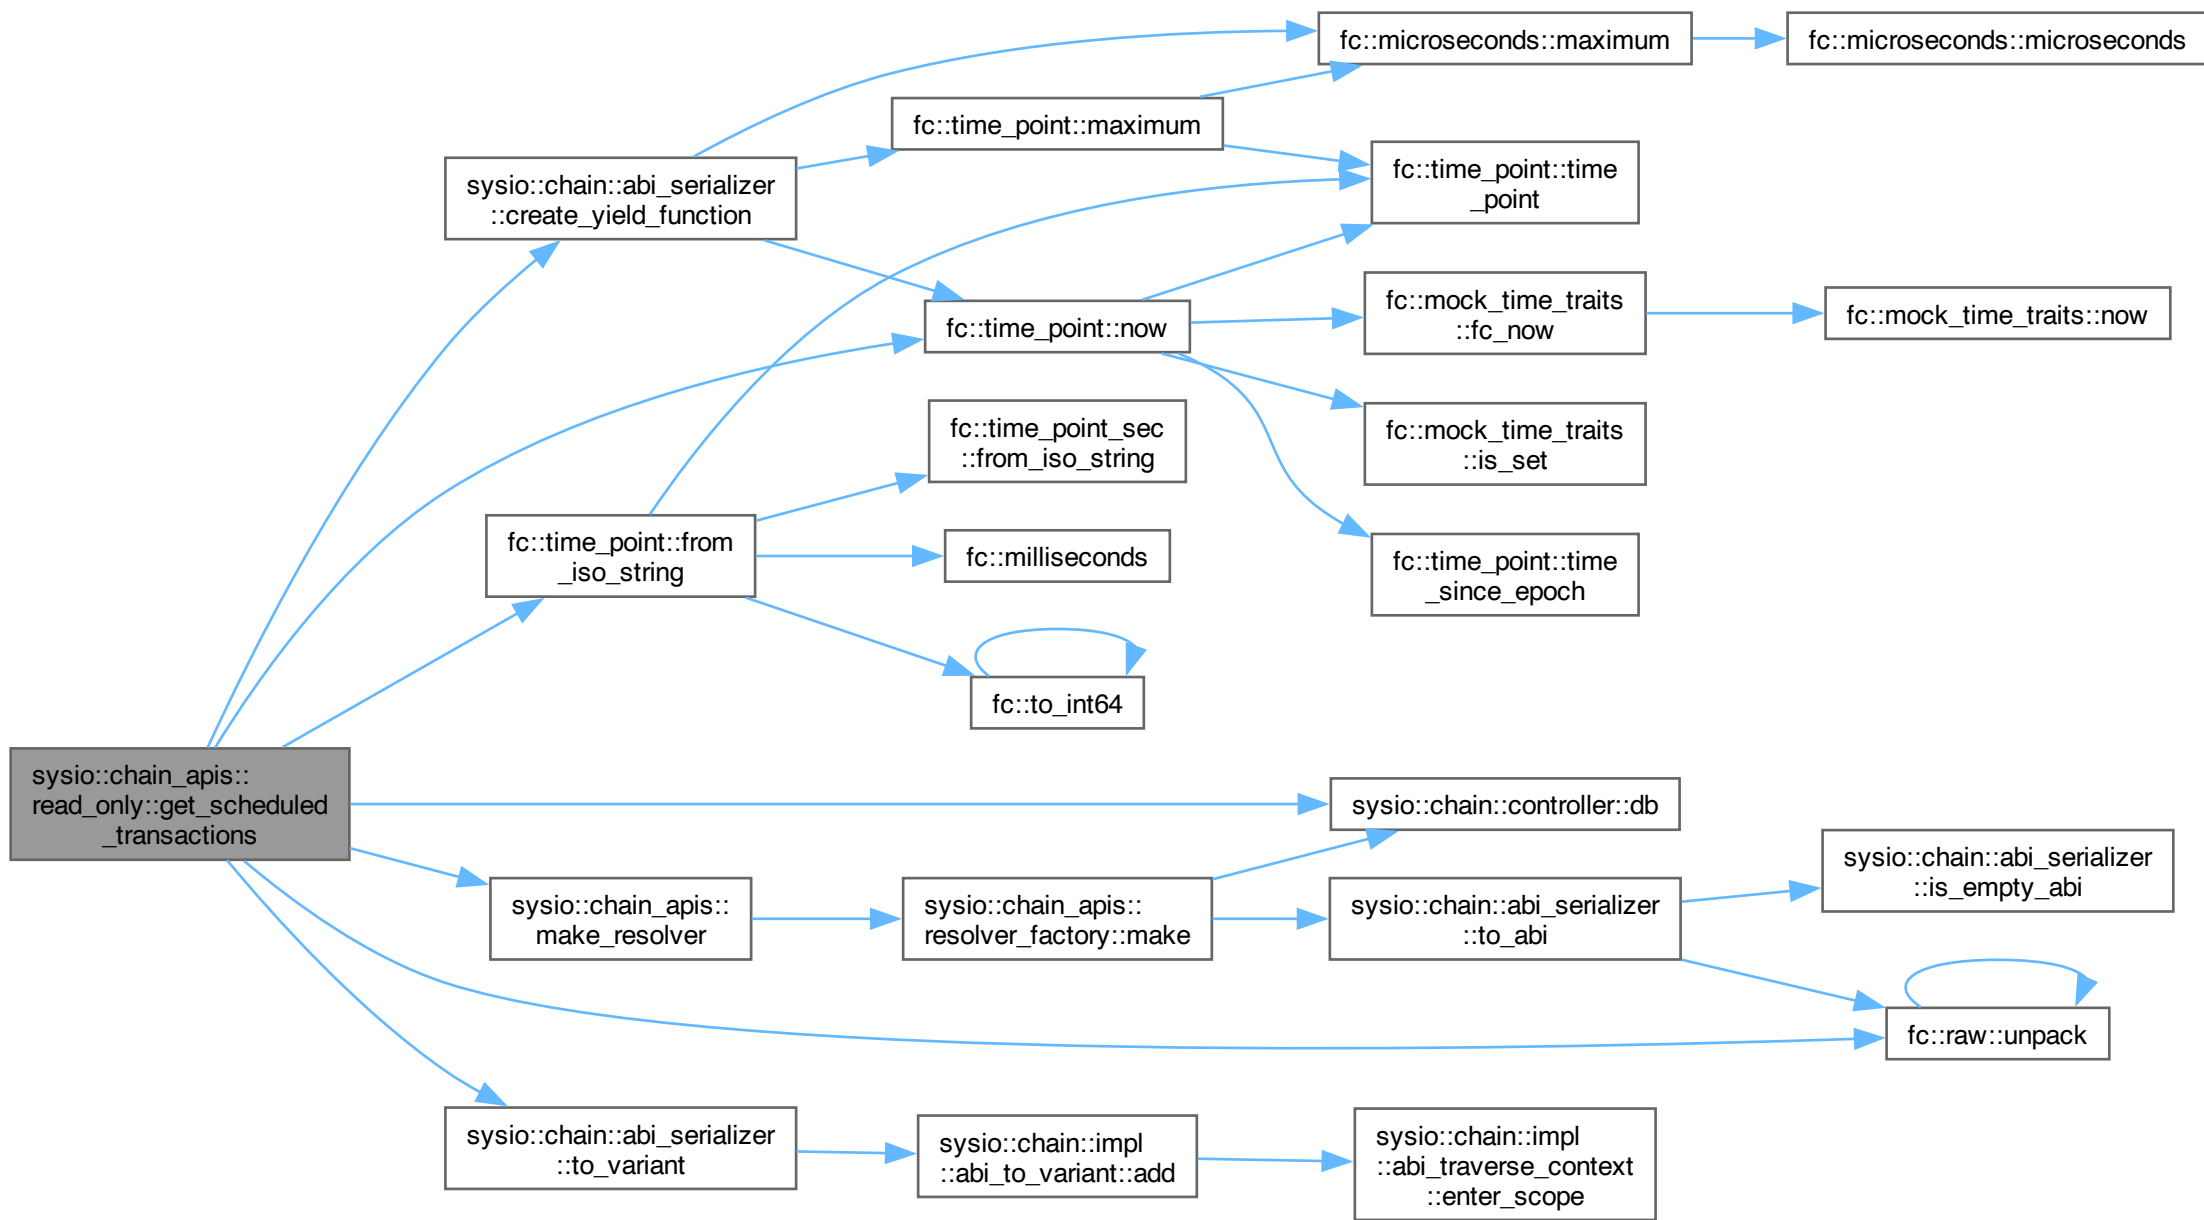 fc::microseconds::maximum
fc::microseconds::microseconds
fc::time_point::maximum
fc::time_point::time
_point
sysio::chain::abi_serializer
::create_yield_function
fc::time_point::now
fc::mock_time_traits
::fc_now
fc::mock_time_traits::now
fc::time_point_sec
::from_iso_string
fc::mock_time_traits
::is_set
fc::time_point::from
_iso_string
fc::milliseconds
fc::time_point::time
_since_epoch
fc::to_int64
sysio::chain_apis::
read_only::get_scheduled
_transactions
sysio::chain::controller::db
sysio::chain_apis::
make_resolver
sysio::chain_apis::
resolver_factory::make
sysio::chain::abi_serializer
::to_abi
sysio::chain::abi_serializer
::is_empty_abi
fc::raw::unpack
sysio::chain::abi_serializer
::to_variant
sysio::chain::impl
::abi_to_variant::add
sysio::chain::impl
::abi_traverse_context
::enter_scope